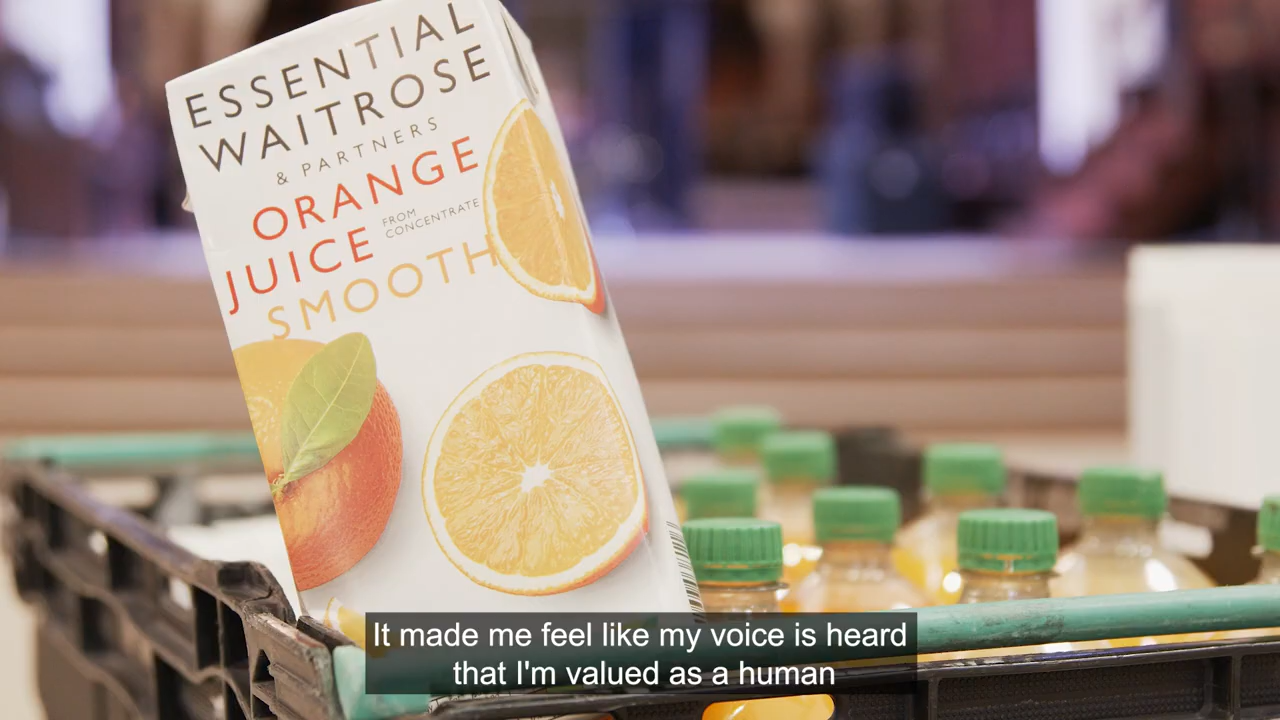 ESSENTIAL
WAITROSE
& PARTNERS
ORANGE
JUICE FROM CONCENTRATE
SMOOTH
It made me feel like my voice is heard
that I'm valued as a human